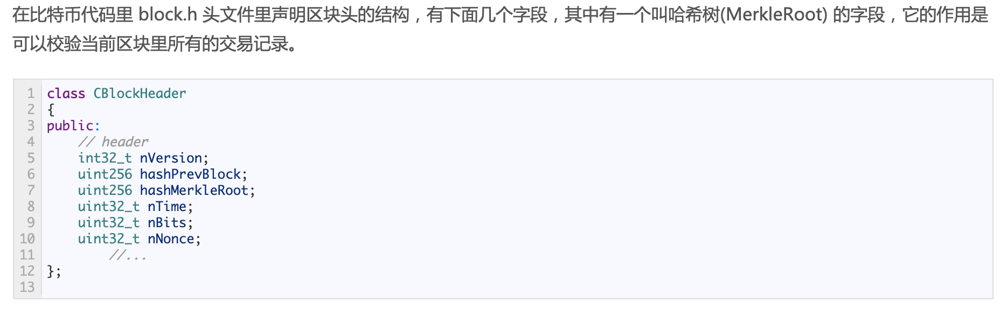 在比特币代码里 block.h 头文件里声明区块头的结构，有下面几个字段，其中有一个叫哈希树(MerkleRoot) 的字段，它的作用是
可以校验当前区块里所有的交易记录。
1 class CBlockHeader
2 {
3 public:
4     // header
5     int32_t nVersion;
6     uint256 hashPrevBlock;
7     uint256 hashMerkleRoot;
8     uint32_t nTime;
9     uint32_t nBits;
10     uint32_t nNonce;
11         //...
12 };
13